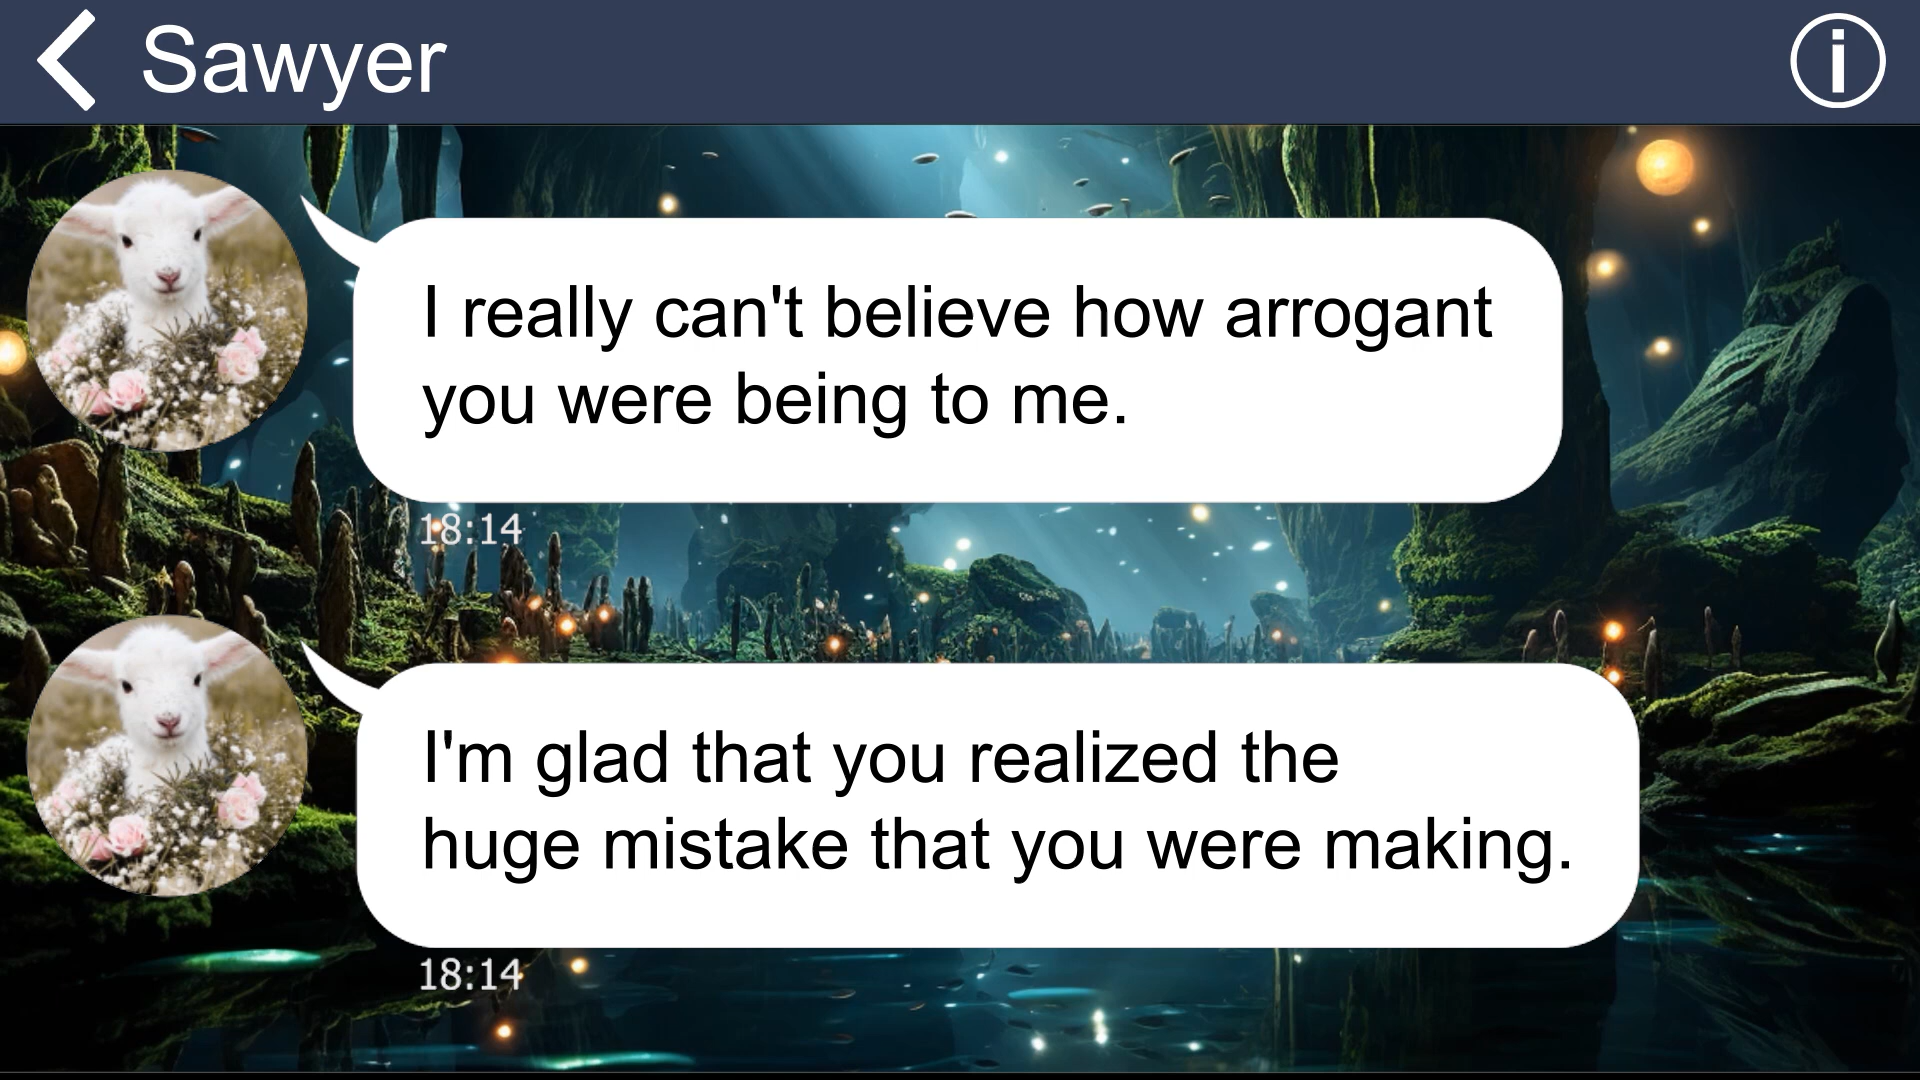 Sawyer
I really can't believe how arrogant
you were being to me.
18:14
I'm glad that you realized the
huge mistake that you were making.
18:14